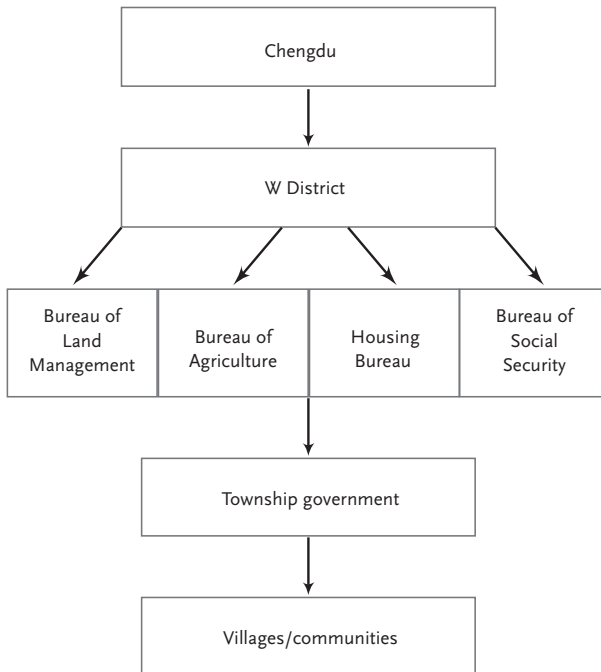 Chengdu
W District
Bureau of
Land
Management
Bureau of
Agriculture
Housing
Bureau
Bureau of
Social
Security
Township government
Villages/communities